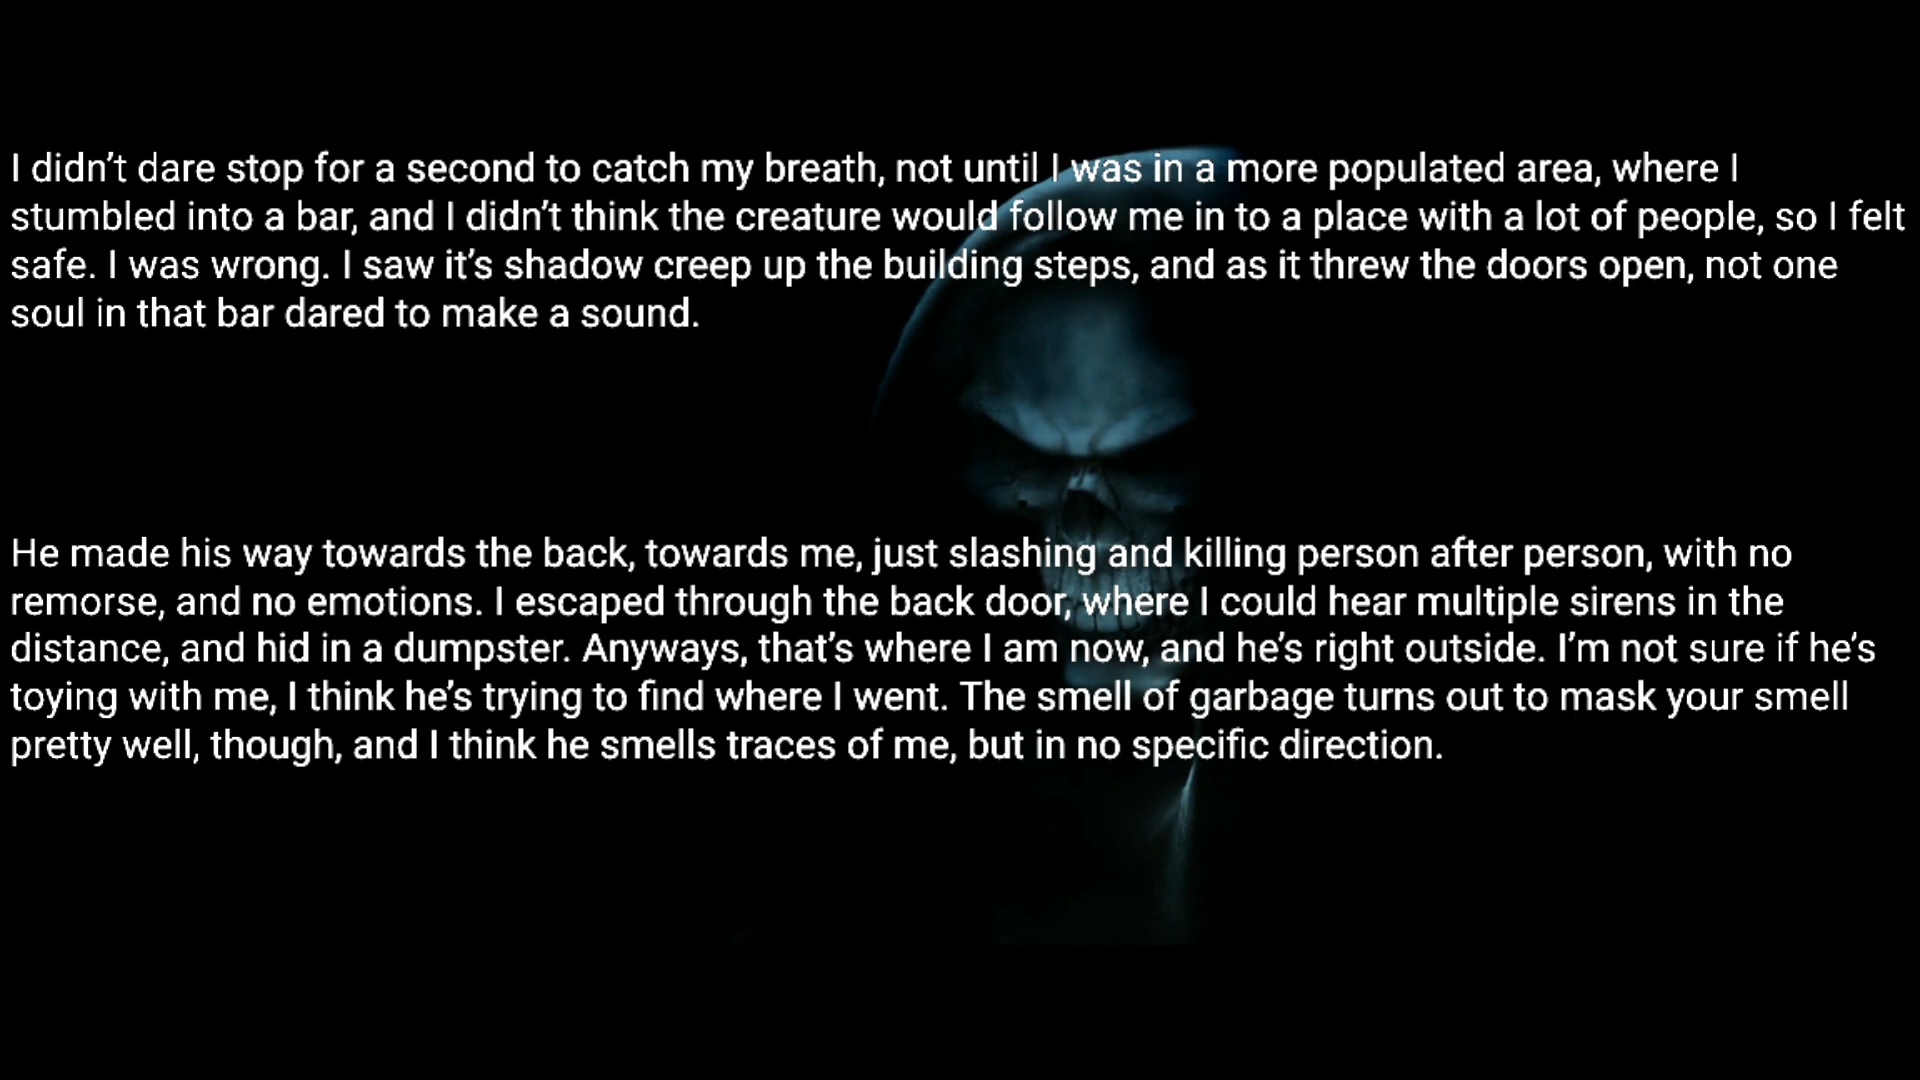 I didn’t dare stop for a second to catch my breath, not until I was in a more populated area, where I
stumbled into a bar, and I didn’t think the creature would follow me in to a place with a lot of people, so I felt
safe. I was wrong. I saw it’s shadow creep up the building steps, and as it threw the doors open, not one
soul in that bar dared to make a sound.
He made his way towards the back, towards me, just slashing and killing person after person, with no
remorse, and no emotions. I escaped through the back door, where I could hear multiple sirens in the
distance, and hid in a dumpster. Anyways, that’s where I am now, and he’s right outside. I’m not sure if he’s
toying with me, I think he’s trying to find where I went. The smell of garbage turns out to mask your smell
pretty well, though, and I think he smells traces of me, but in no specific direction.